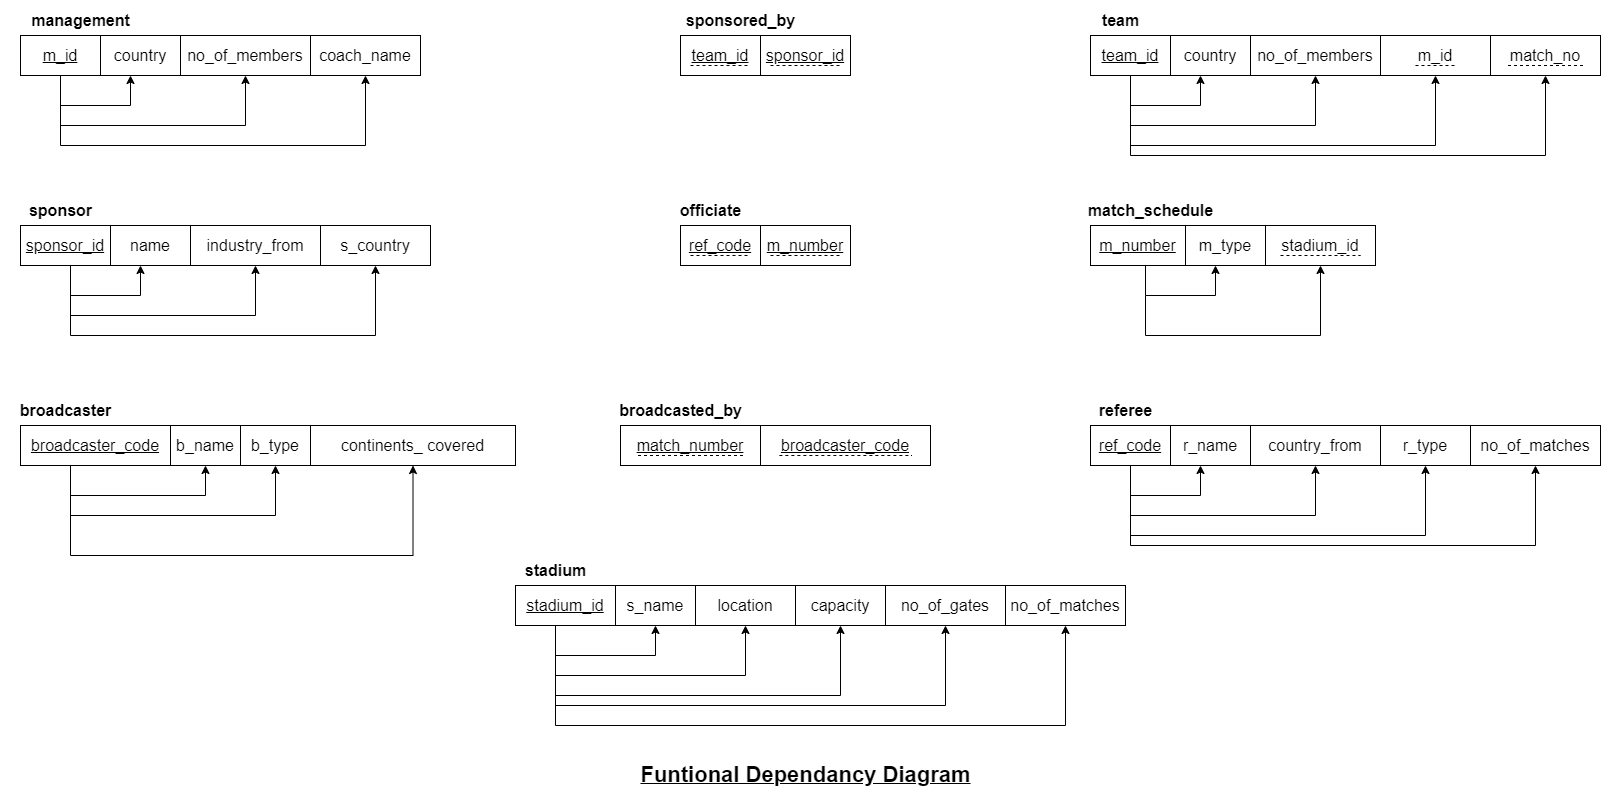 management
m_id country no_of_members coach_name
sponsored_by
team_id sponsor_id
team
team_id country no_of_members m_id match_no
sponsor
sponsor_id name industry_from s_country
officiate
ref_code m_number
match_schedule
m_number m_type stadium_id
broadcaster
broadcaster_code b_name b_type continents_ covered
broadcasted_by
match_number broadcaster_code
referee
ref_code r_name country_from r_type no_of_matches
stadium
stadium_id s_name location capacity no_of_gates no_of_matches
Funtional Dependancy Diagram